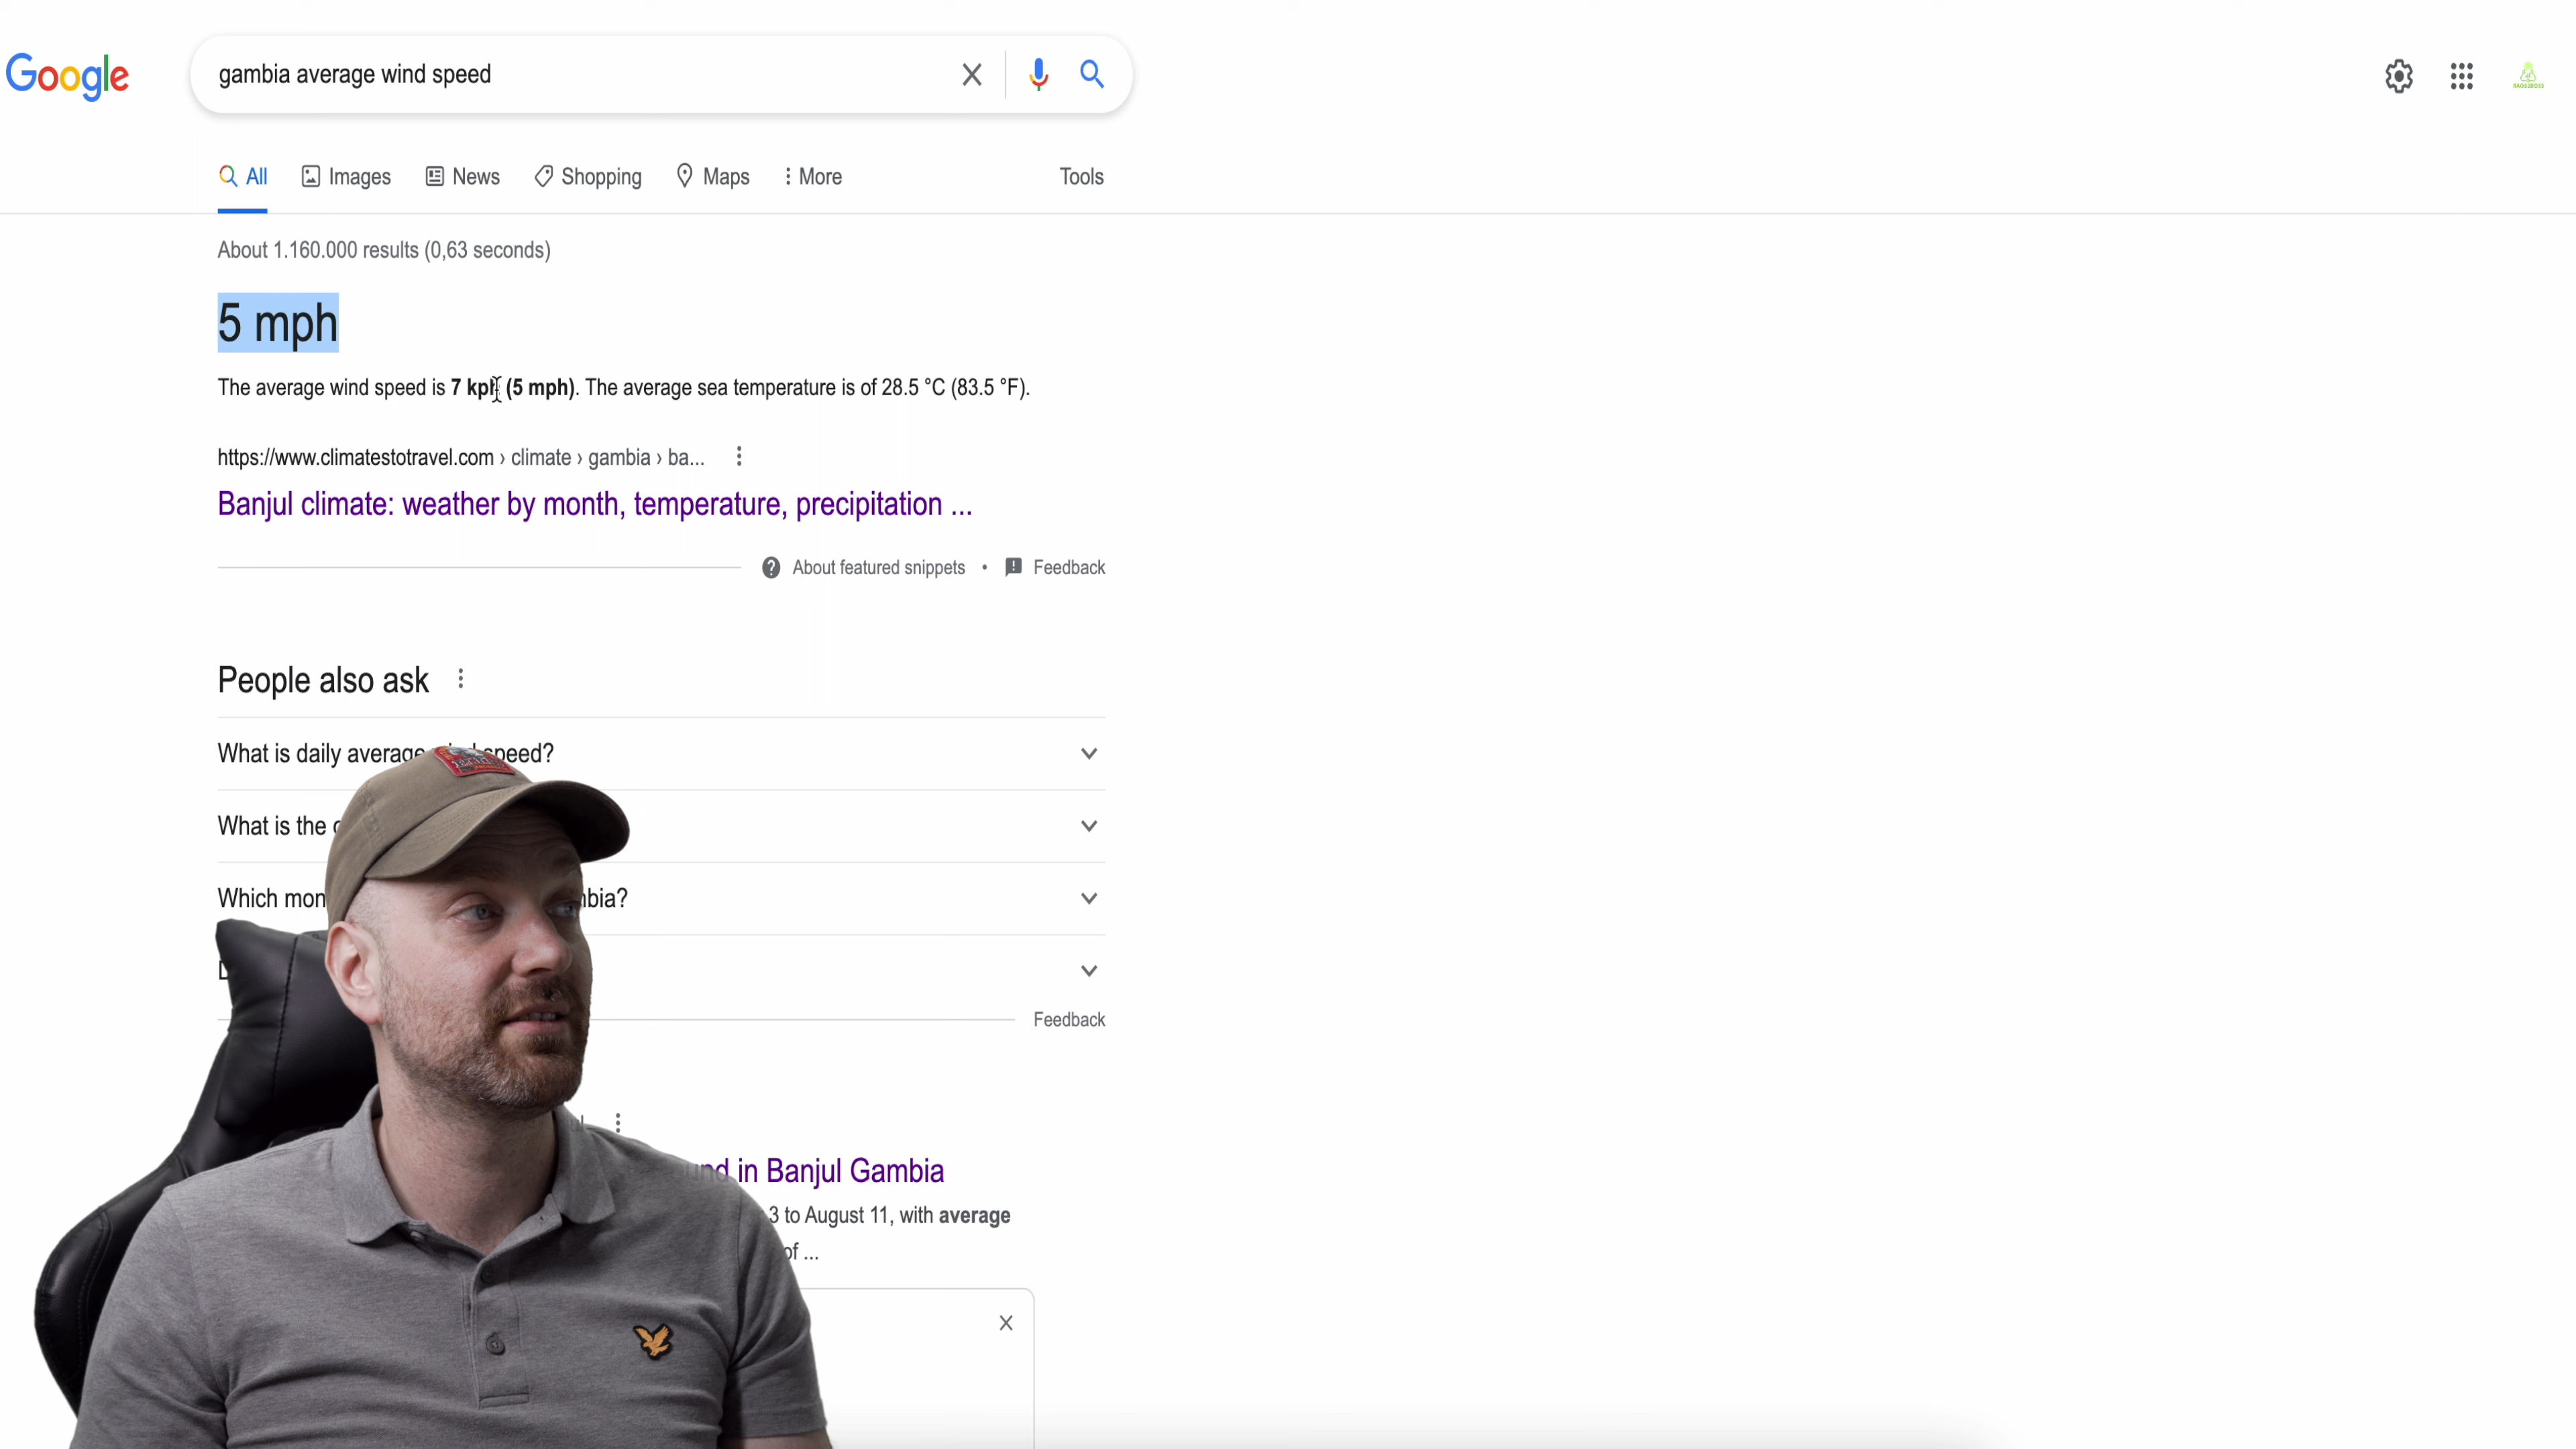 Google
gambia average wind speed
All Images News Shopping Maps More Tools
About 1.160.000 results (0,63 seconds)
5 mph
The average wind speed is 7 kph (5 mph). The average sea temperature is of 28.5 °C (83.5 °F).
https://www.climatestotravel.com › climate › gambia › ba...
Banjul climate: weather by month, temperature, precipitation ...
About featured snippets • Feedback
People also ask
What is daily average speed?
What is the
Which
Feedback
in Banjul Gambia
3 to August 11, with average
of ...